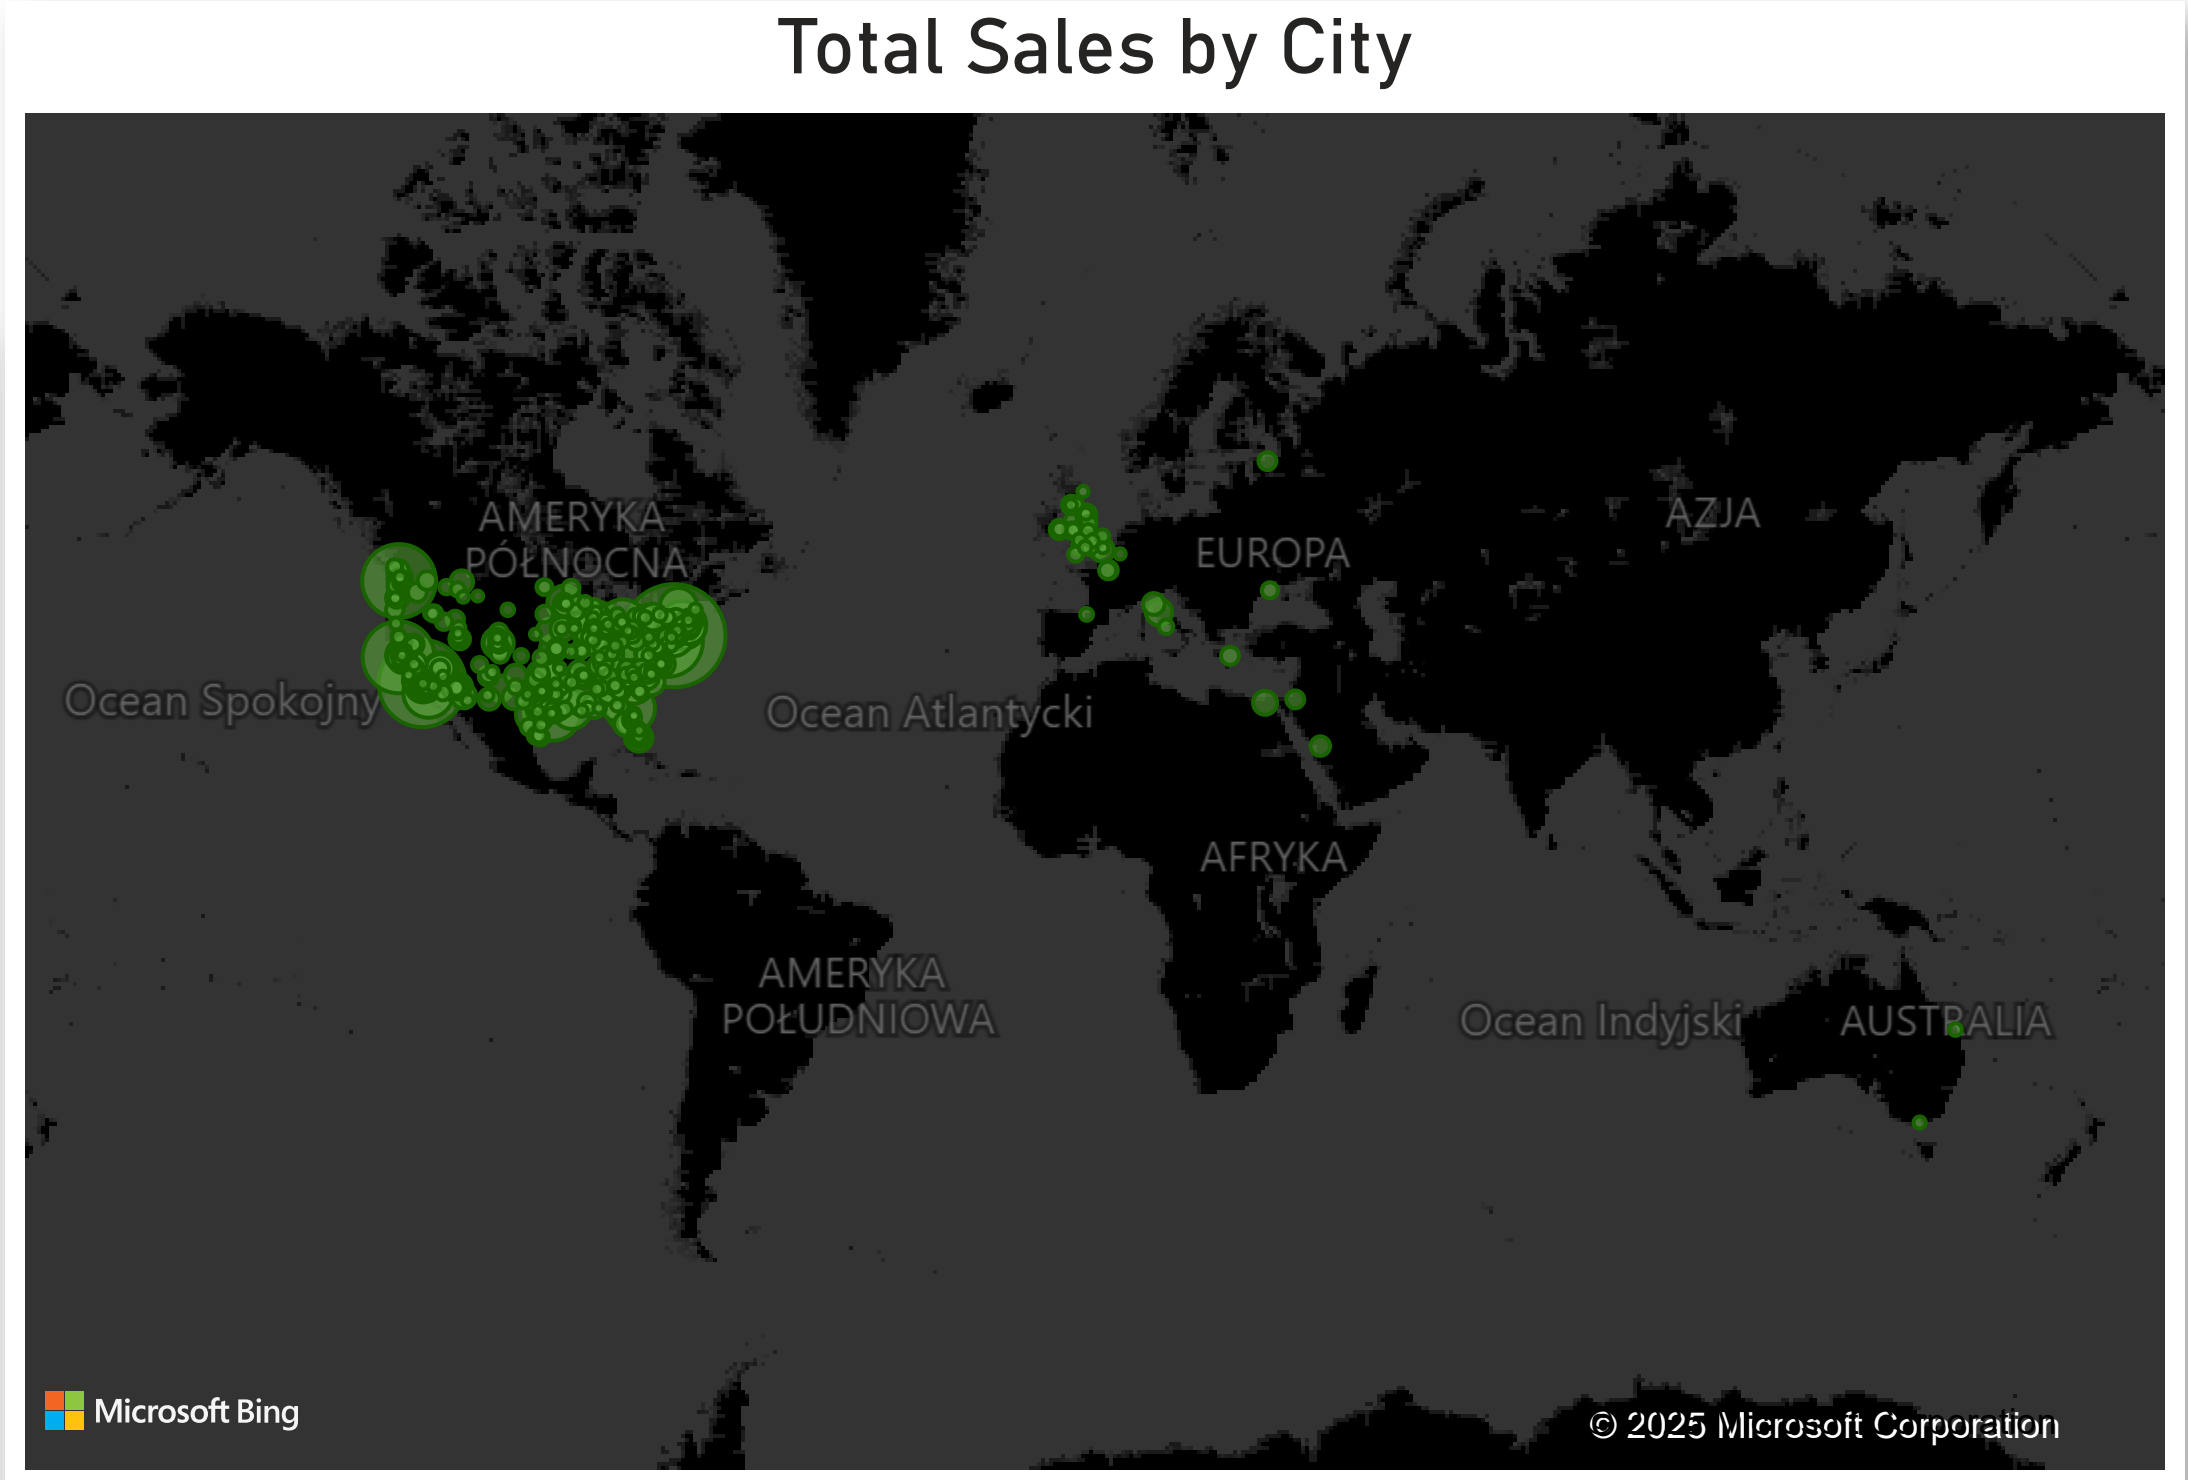 Total Sales by City
AMERYKA
PÓŁNOCNA
AZJA
EUROPA
Ocean Spokojny
Ocean Atlantycki
AFRYKA
AMERYKA
POŁUDNIOWA
Ocean Indyjski
AUSTRALIA
Microsoft Bing
© 2025 Microsoft Corporation